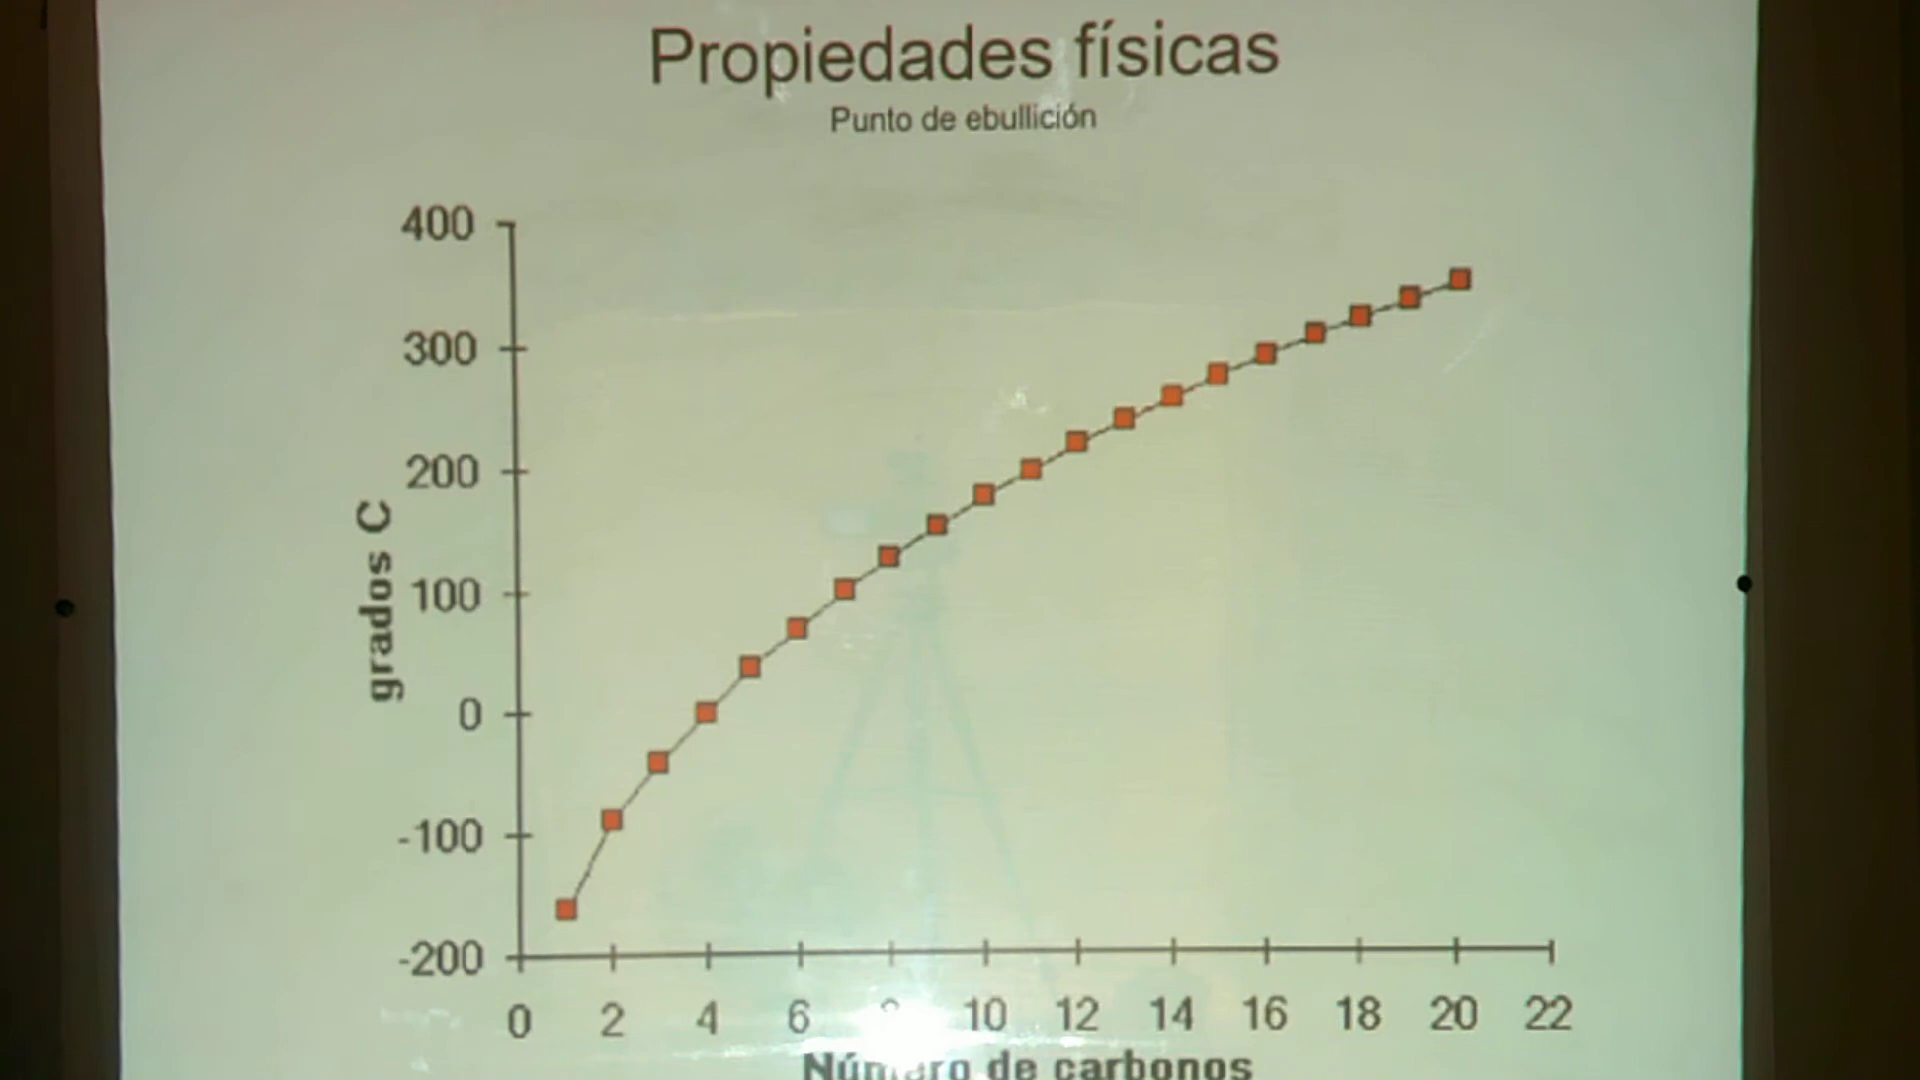 Propiedades físicas
Punto de ebullición
400
300
200
100
0
-100
-200
grados C
0 2 4 6 10 12 14 16 18 20 22
de carbonos